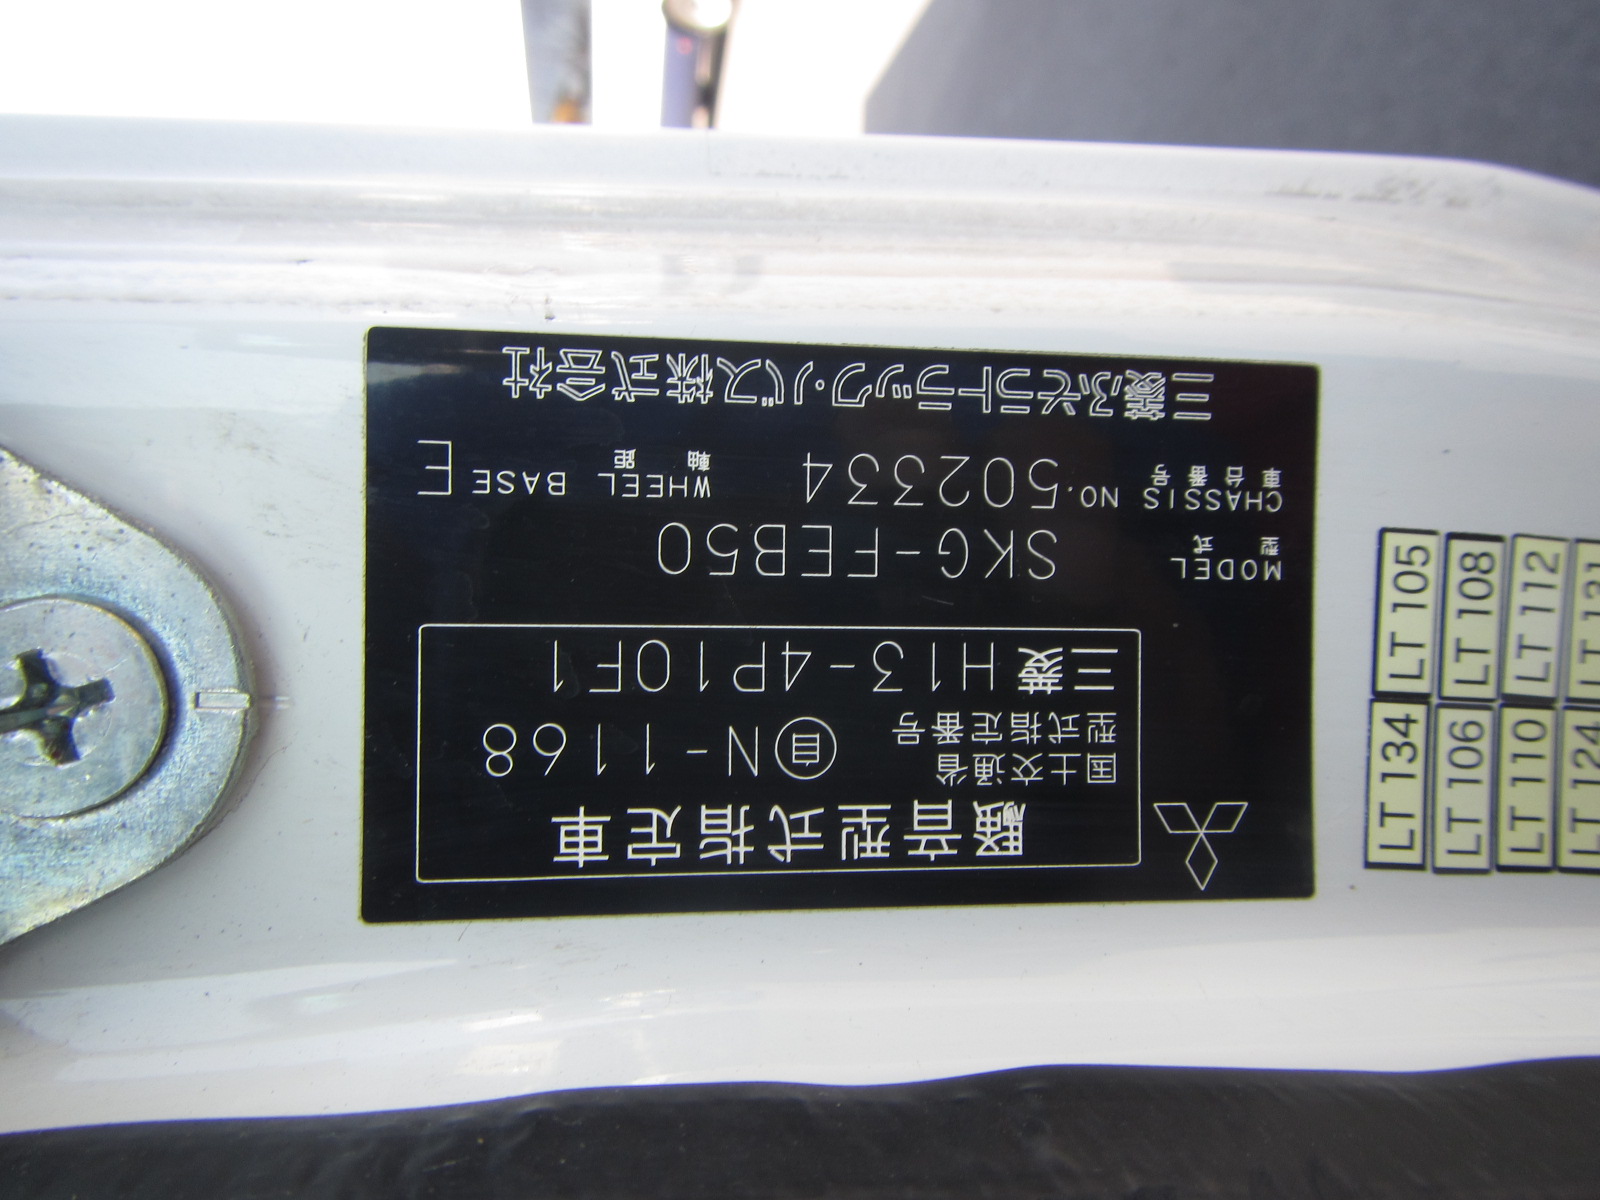 騒音型式指定車
国土交通省
型式指定番号 自N-1168
三菱 H13-4P10F1
MODEL SKG-FEB50
型式
CHASSIS NO. 502334 WHEEL BASE E
車台番号 軸距
三菱ふそうトラック・バス株式会社
LT 105
LT 108
LT 112
LT 134
LT 106
LT 110
LT 124